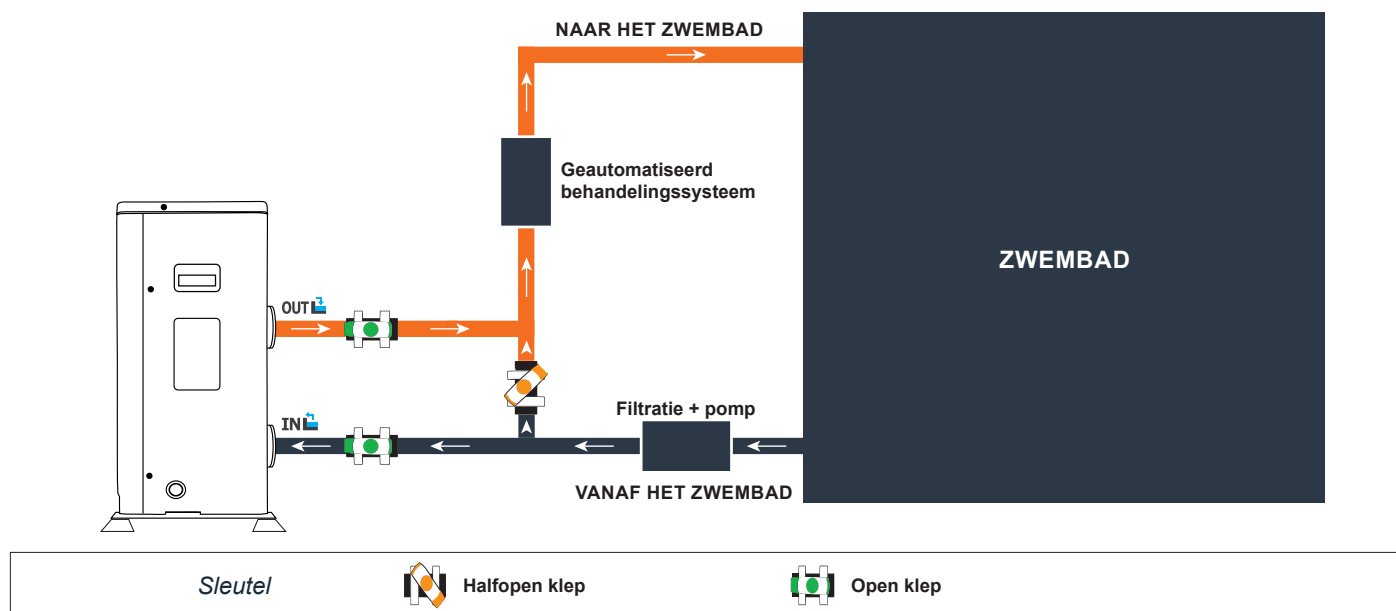 NAAR HET ZWEMBAD
Geautomatiseerd
behandelingssysteem
ZWEMBAD
OUT
IN
Filtratie + pomp
VANAF HET ZWEMBAD
Sleutel
Halfopen klep
Open klep